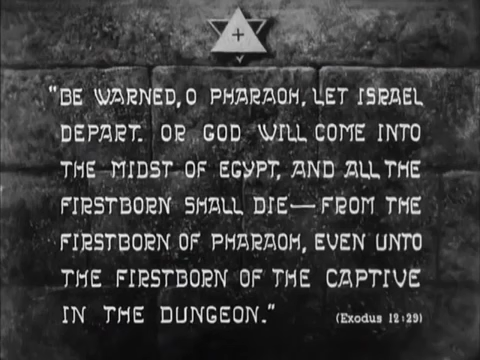 "BE WARNED, O PHARAOH, LET ISRAEL
DEPART. OR GOD WILL COME INTO
THE MIDST OF EGYPT, AND ALL THE
FIRSTBORN SHALL DIE—FROM THE
FIRSTBORN OF PHARAOH, EVEN UNTO
THE FIRSTBORN OF THE CAPTIVE
IN THE DUNGEON."
(Exodus 12:29)